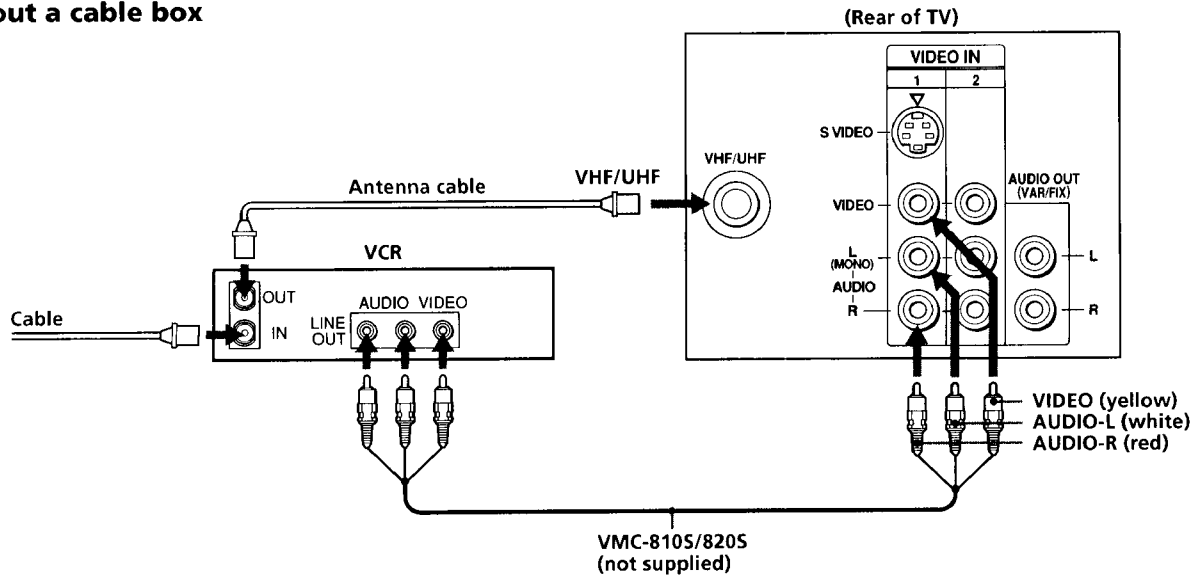 out a cable box
(Rear of TV)
VIDEO IN
1
2
S VIDEO
VHF/UHF
VIDEO
AUDIO OUT
(VAR/FIX)
L
(MONO)
AUDIO
R
L
R
Antenna cable
VHF/UHF
VCR
OUT
IN
Cable
AUDIO VIDEO
LINE
OUT
VIDEO (yellow)
AUDIO-L (white)
AUDIO-R (red)
VMC-810S/820S
(not supplied)